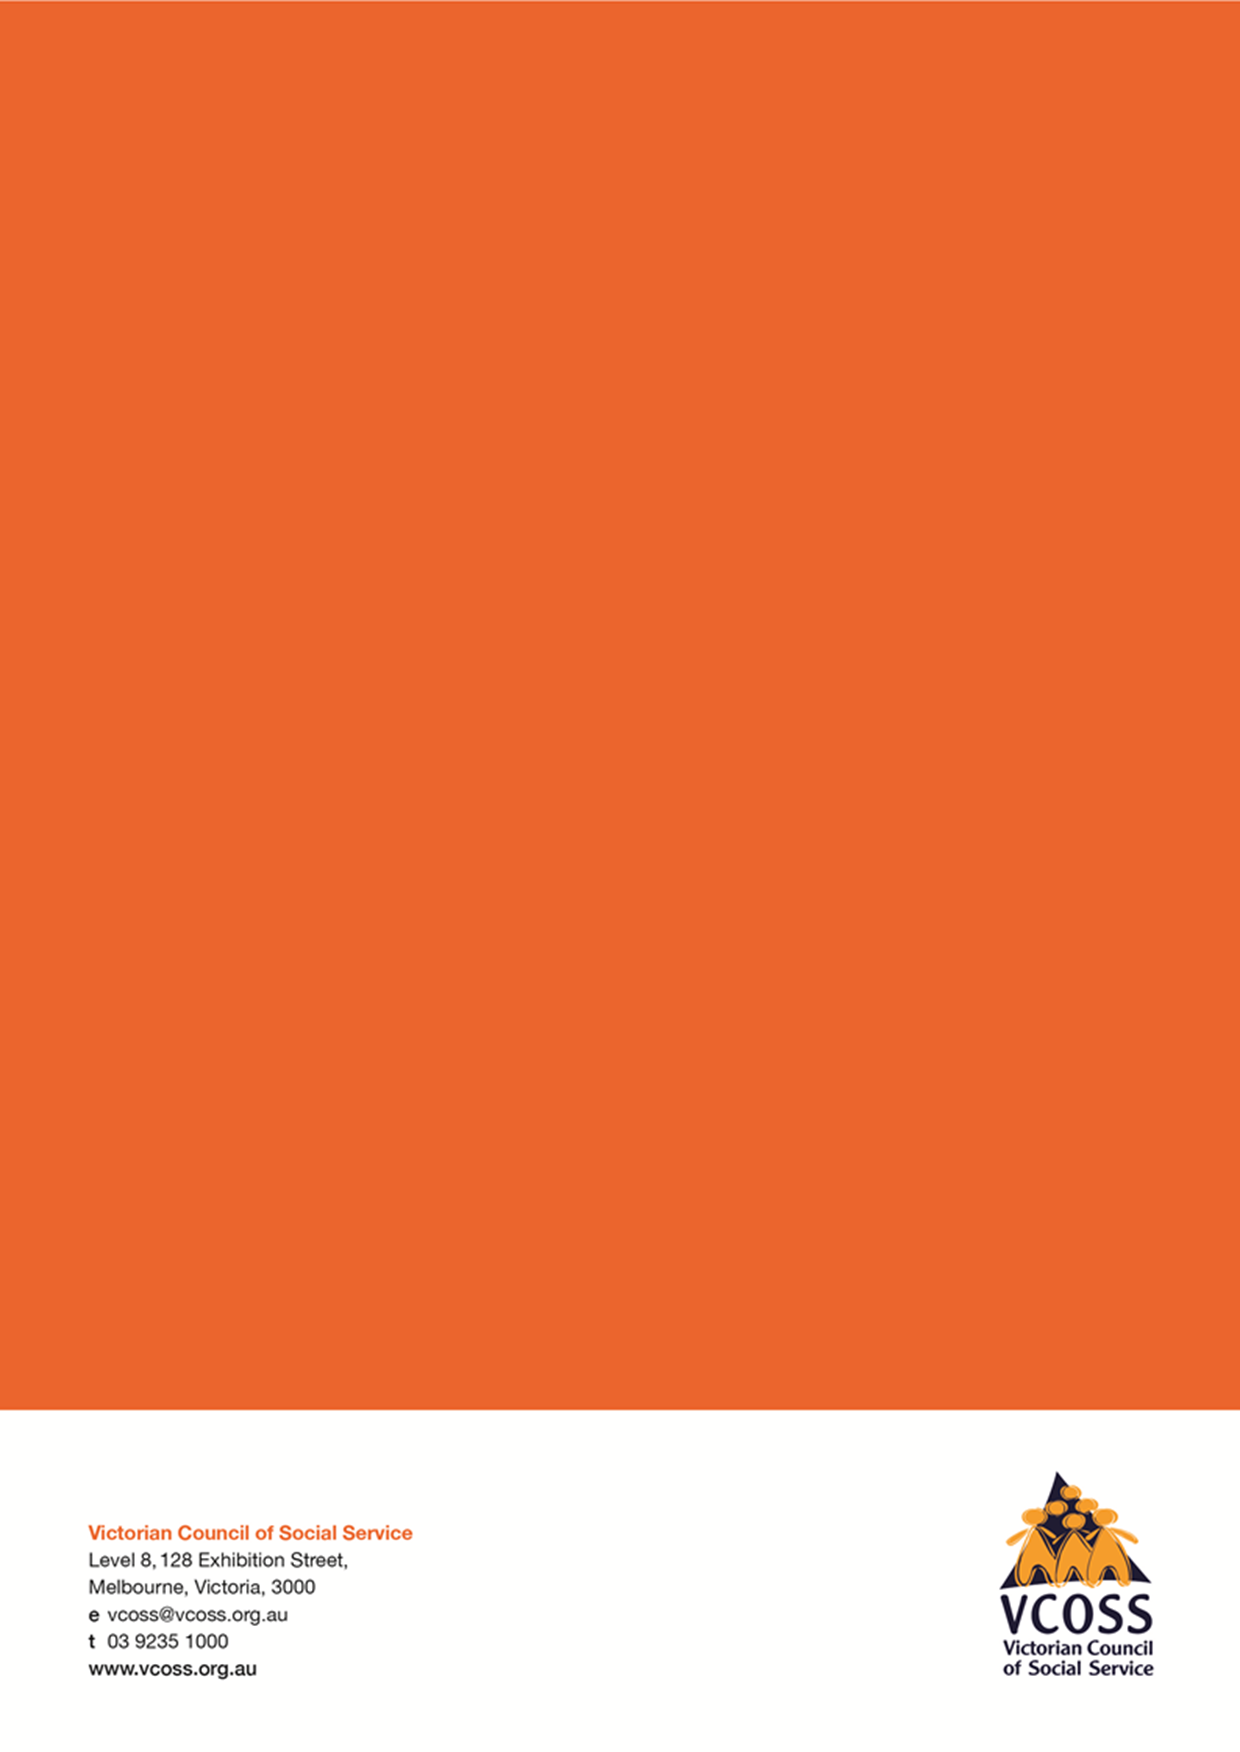 Victorian Council of Social Service
Level 8, 128 Exhibition Street,
Melbourne, Victoria, 3000
e vcoss@vcoss.org.au
t 03 9235 1000
www.vcoss.org.au
VCOSS
Victorian Council
of Social Service